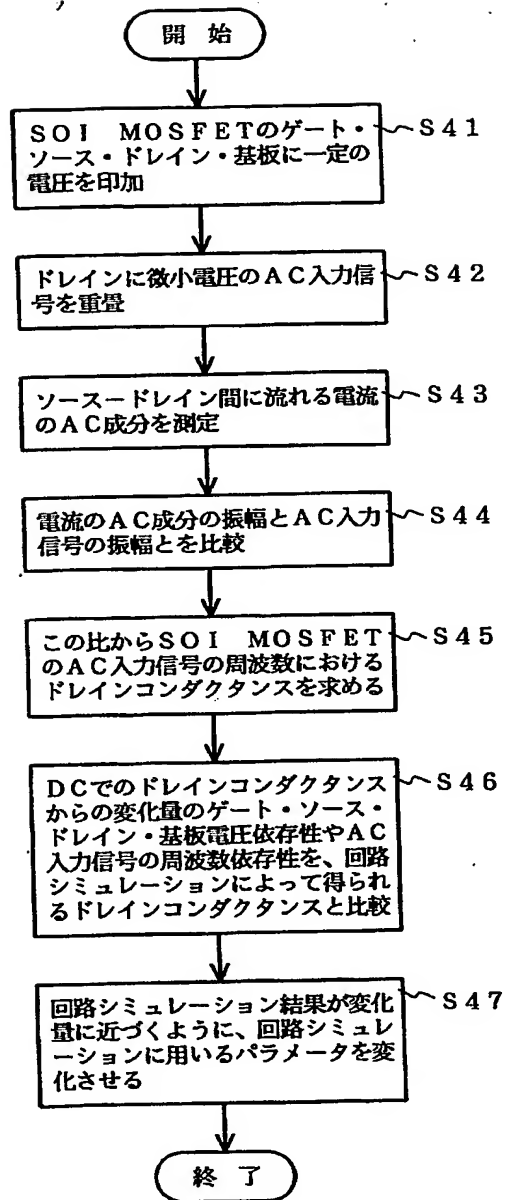 開 始
SOI MOSFETのゲート・
ソース・ドレイン・基板に一定の
電圧を印加
S41
ドレインに微小電圧のAC入力信
号を重畳
S42
ソース−ドレイン間に流れる電流
のAC成分を測定
S43
電流のAC成分の振幅とAC入力
信号の振幅とを比較
S44
この比からSOI MOSFET
のAC入力信号の周波数における
ドレインコンダクタンスを求める
S45
DCでのドレインコンダクタンス
からの変化量のゲート・ソース・
ドレイン・基板電圧依存性やAC
入力信号の周波数依存性を、回路
シミュレーションによって得られ
るドレインコンダクタンスと比較
S46
回路シミュレーション結果が変化
量に近づくように、回路シミュレ
ーションに用いるパラメータを変
化させる
S47
終 了